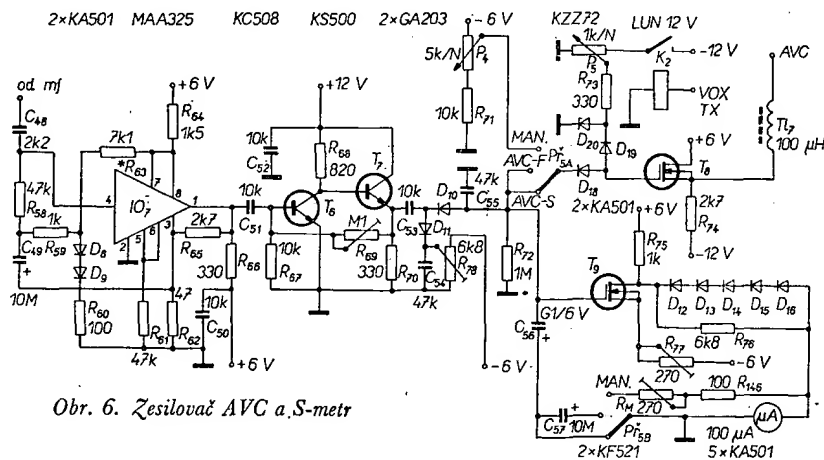 2×KA501 MAA325 KC508 KS500 2×GA203 KZZ72 LUN 12 V
-6 V
1k/N
P5
K2
-12 V
AVC
od mf
+6 V
+12 V
5k/N
P4
R73
330
VOX
TX
C48
2k2
7k1
*R63
R64
1k5
10k
C52
R68
820
T7
10k
R71
MAN.
D20
D19
Př5A
AVC-F
AVC-S
D18
+6 V
T8
Tl7
100 µH
47k
R58
1k
R59
C49
10M
IO7
4
7
8
1
3
2
5
6
2k7
R65
10k
C51
T6
10k
C53
D10
D11
47k
C55
2×KA501
+6 V
2k7
R74
-12 V
D8
D9
R60
100
R61
47k
47
R62
330
R66
10k
C50
+6 V
10k
R67
M1
R69
330
R70
C54
47k
6k8
R78
R72
1M
G1/6 V
T9
R75
1k
D12 D13 D14 D15 D16
6k8
R76
C56
R77
270
-6 V
-6 V
MAN.
RM
270
100
R146
C57
10M
Př5B
2×KF521
µA
100 µA
5×KA501
Obr. 6. Zesilovač AVC a S-metr